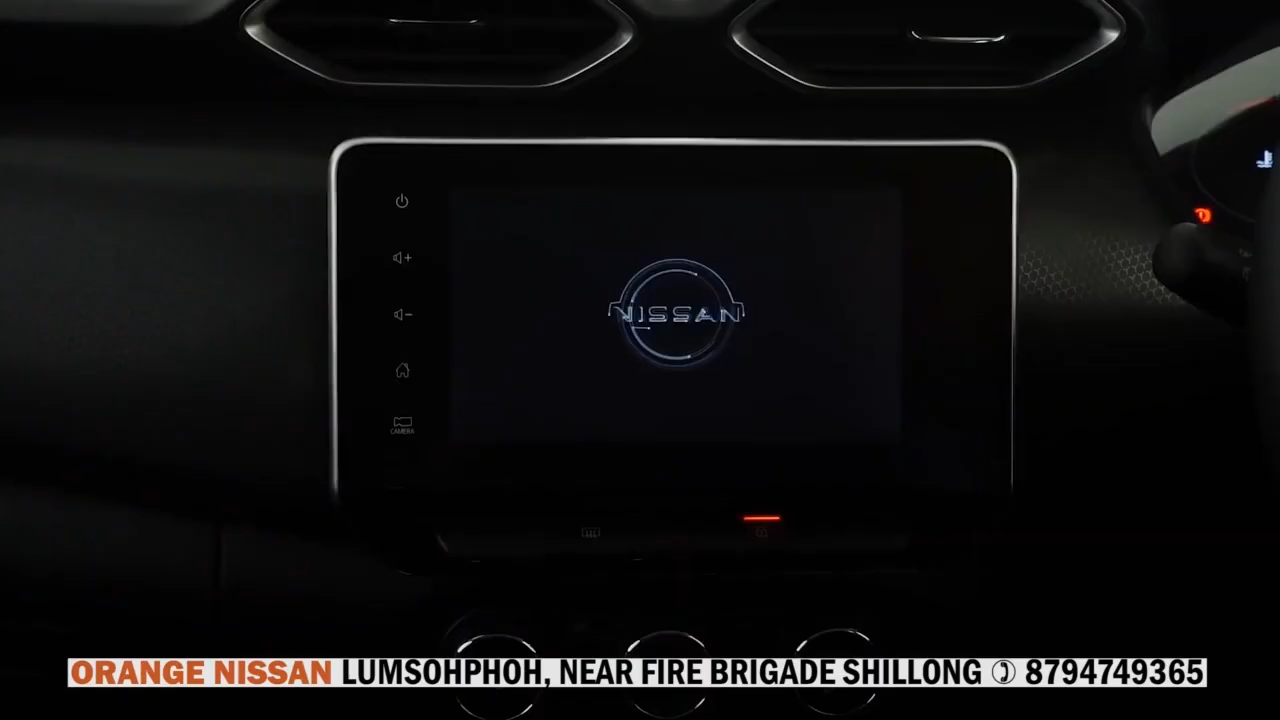 NISSAN
CAMERA
ORANGE NISSAN LUMSOHPHOH, NEAR FIRE BRIGADE SHILLONG ✆ 8794749365